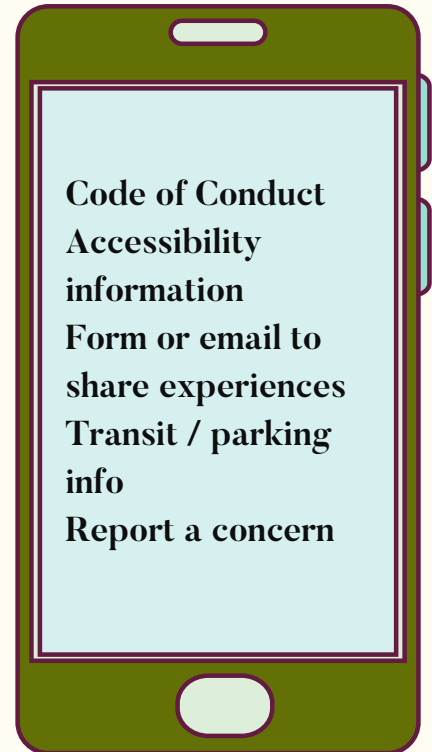 Code of Conduct
Accessibility
information
Form or email to
share experiences
Transit / parking
info
Report a concern